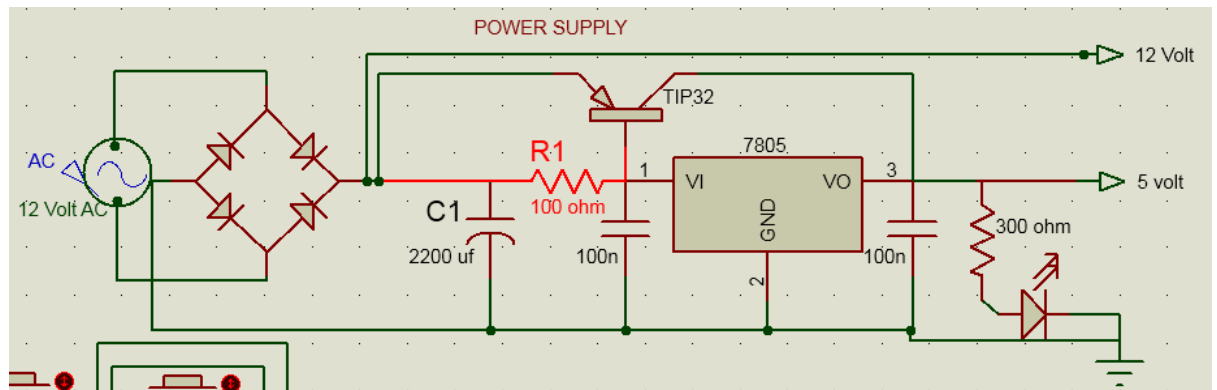 POWER SUPPLY
12 Volt
TIP32
R1
7805
AC
1
VI
VO
3
5 volt
12 Volt AC
100 ohm
C1
GND
300 ohm
2200 uf
100n
100n
2